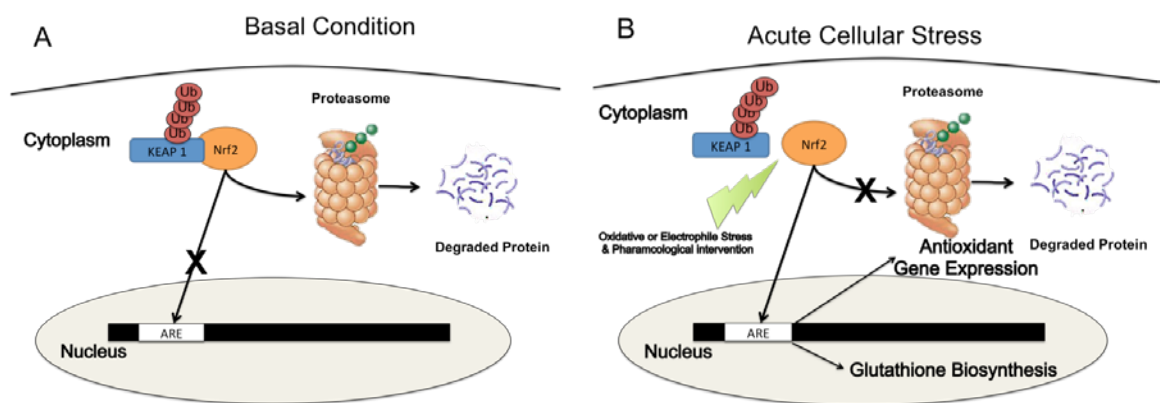 A
Basal Condition
Ub
Ub
Ub
Ub
Proteasome
Cytoplasm
KEAP 1
Nrf2
Degraded Protein
X
ARE
Nucleus
B
Acute Cellular Stress
Ub
Ub
Ub
Ub
Proteasome
Cytoplasm
KEAP 1
Nrf2
X
Oxidative or Electrophile Stress
& Pharamcological intervention
Degraded Protein
Antioxidant
Gene Expression
ARE
Nucleus
Glutathione Biosynthesis